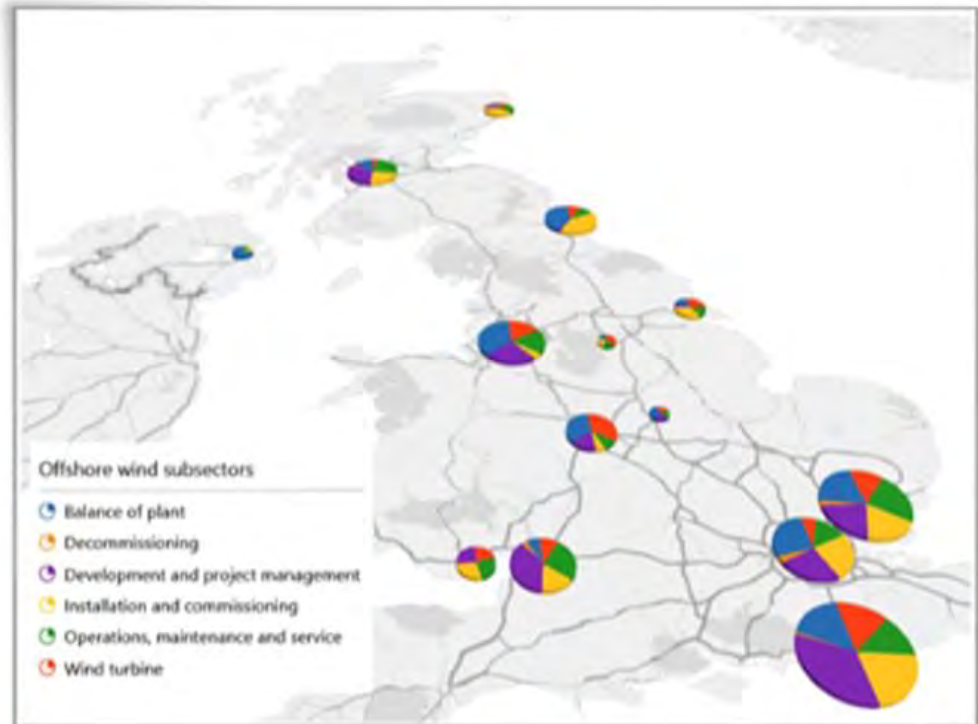 Offshore wind subsectors
Balance of plant
Decommissioning
Development and project management
Installation and commissioning
Operations, maintenance and service
Wind turbine